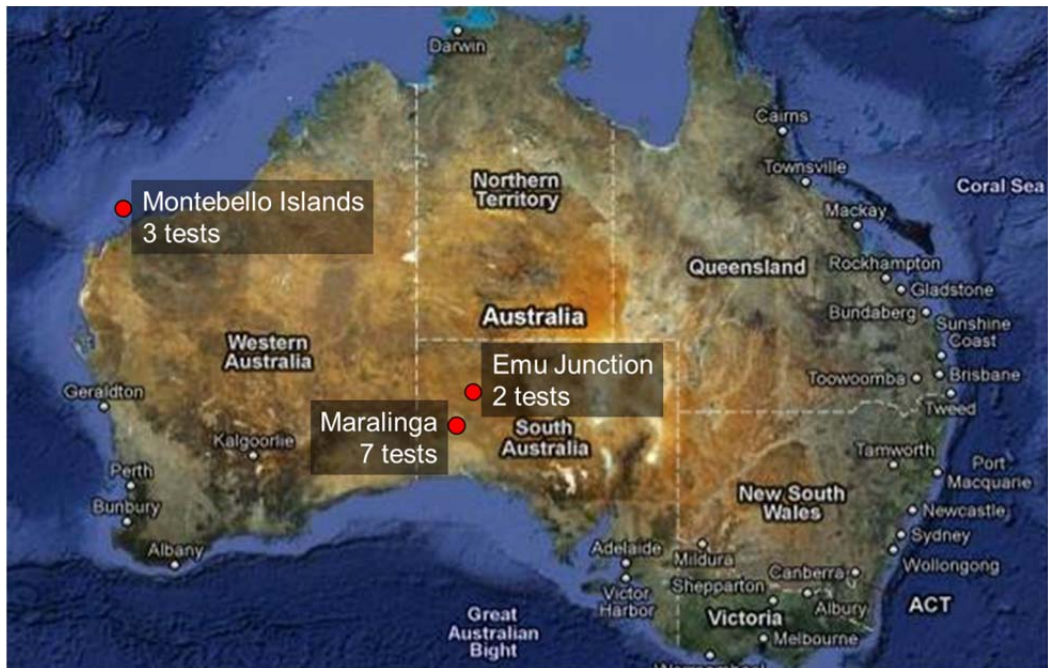 Darwin
Cairns
Townsville
Coral Sea
Montebello Islands
3 tests
Northern
Territory
Mackay
Queensland
Rockhampton
Gladstone
Bundaberg
Australia
Sunshine
Coast
Western
Australia
Emu Junction
2 tests
Toowoomba
Brisbane
Geraldton
Tweed
Maralinga
7 tests
South
Australia
Kalgoorlie
Tamworth
Port
Macquarie
Perth
New South
Wales
Bunbury
Newcastle
Sydney
Albany
Adelaide
Mildura
Wollongong
Canberra
Shepparton
Victor
Harbor
Albury
ACT
Great
Australian
Bight
Victoria
Melbourne